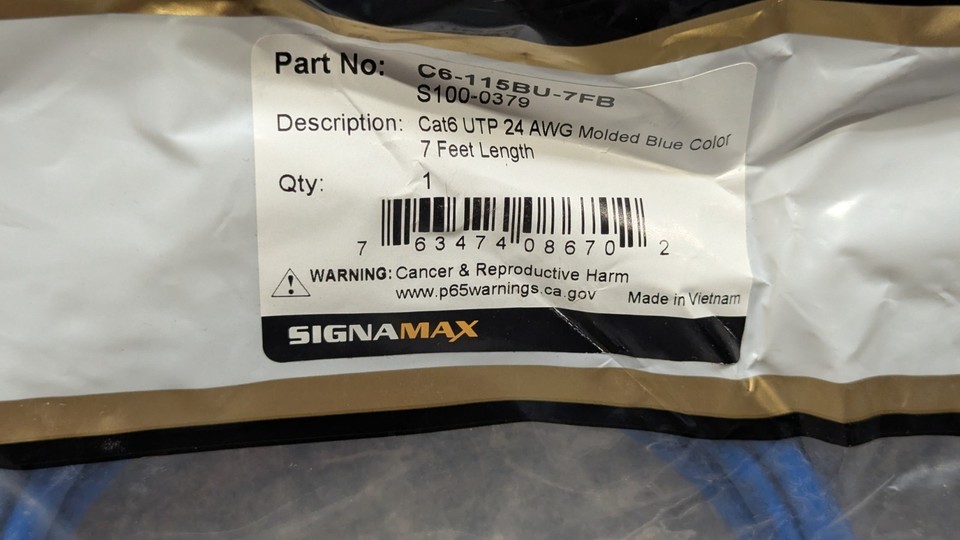 Part No: C6-115BU-7FB
S100-0379
Description: Cat6 UTP 24 AWG Molded Blue Color
7 Feet Length
Qty: 1
7 63474 08670 2
WARNING: Cancer & Reproductive Harm
www.p65warnings.ca.gov Made in Vietnam
SIGNAMAX